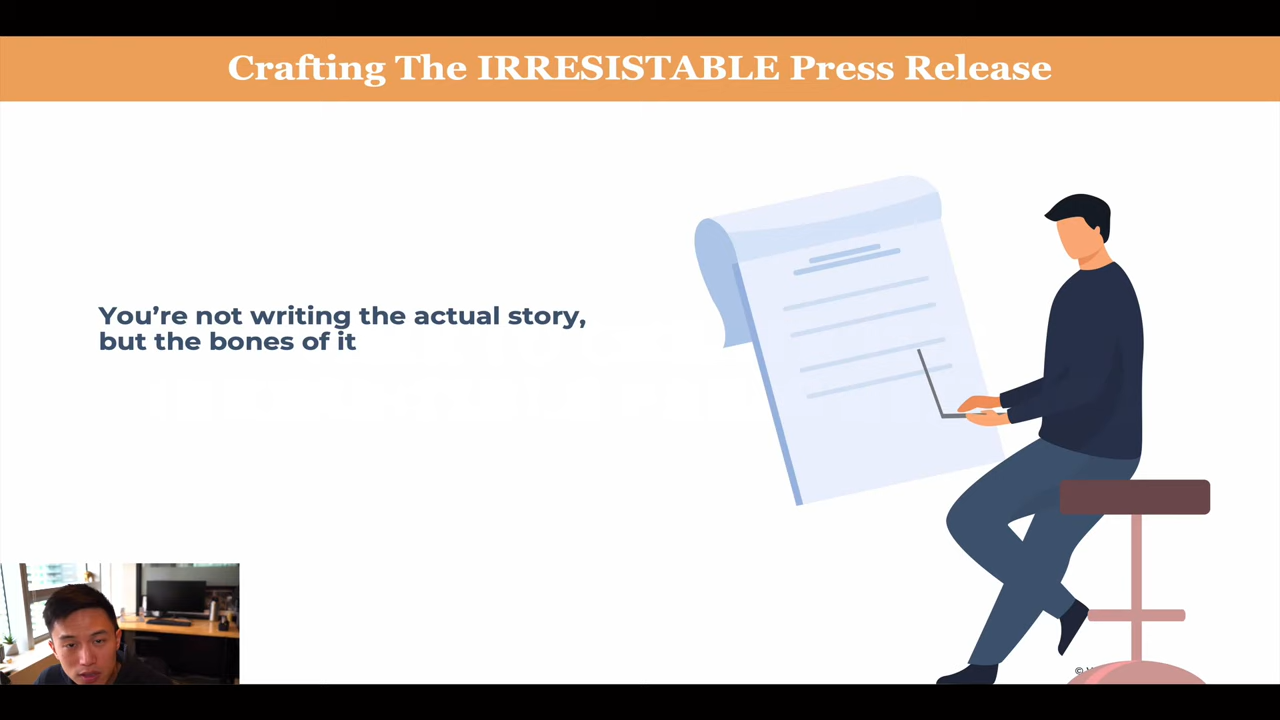 Crafting The IRRESISTABLE Press Release
You’re not writing the actual story,
but the bones of it
©